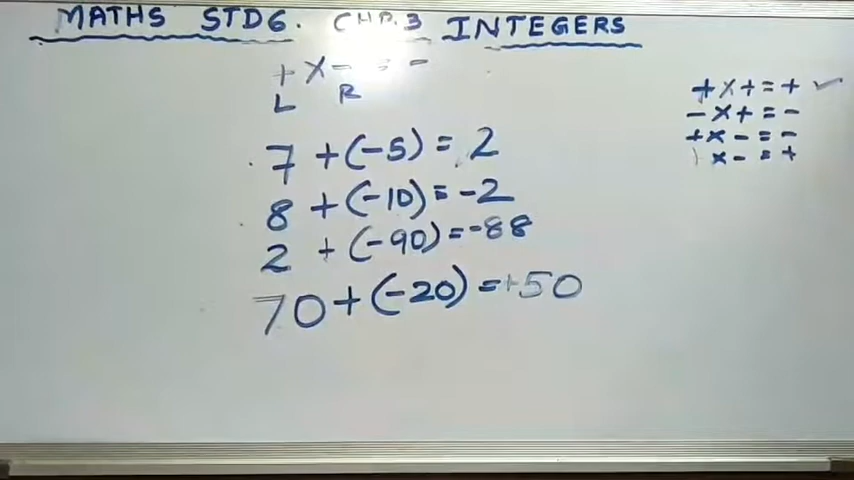 MATHS STD6. CHP.3 INTEGERS
+ x - = -
L R
7 + (-5) = 2
8 + (-10) = -2
2 + (-90) = -88
70 + (-20) = +50
+ x + = + ✓
- x + = -
+ x - = -
x - = +